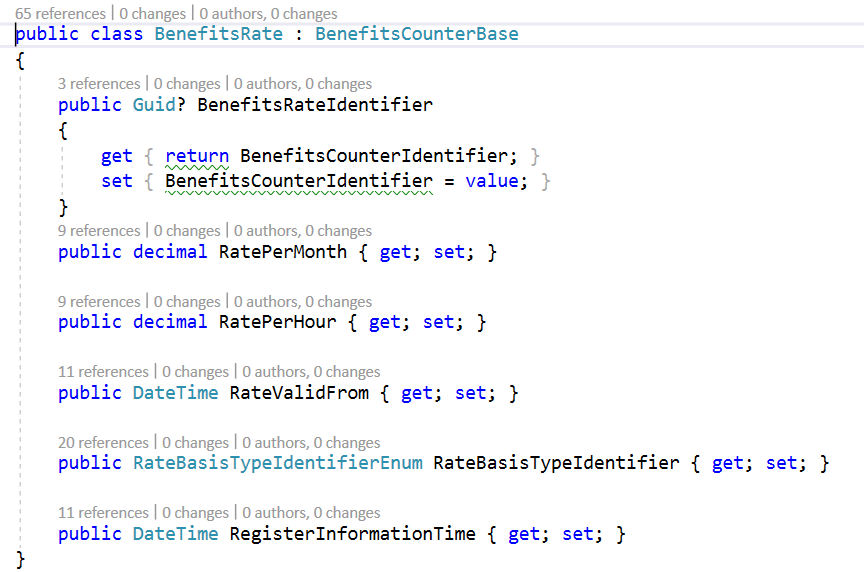 65 references | 0 changes | 0 authors, 0 changes
public class BenefitsRate : BenefitsCounterBase
{
3 references | 0 changes | 0 authors, 0 changes
public Guid? BenefitsRateIdentifier
{
get { return BenefitsCounterIdentifier; }
set { BenefitsCounterIdentifier = value; }
}
9 references | 0 changes | 0 authors, 0 changes
public decimal RatePerMonth { get; set; }
9 references | 0 changes | 0 authors, 0 changes
public decimal RatePerHour { get; set; }
11 references | 0 changes | 0 authors, 0 changes
public DateTime RateValidFrom { get; set; }
20 references | 0 changes | 0 authors, 0 changes
public RateBasisTypeIdentifierEnum RateBasisTypeIdentifier { get; set; }
11 references | 0 changes | 0 authors, 0 changes
public DateTime RegisterInformationTime { get; set; }
}